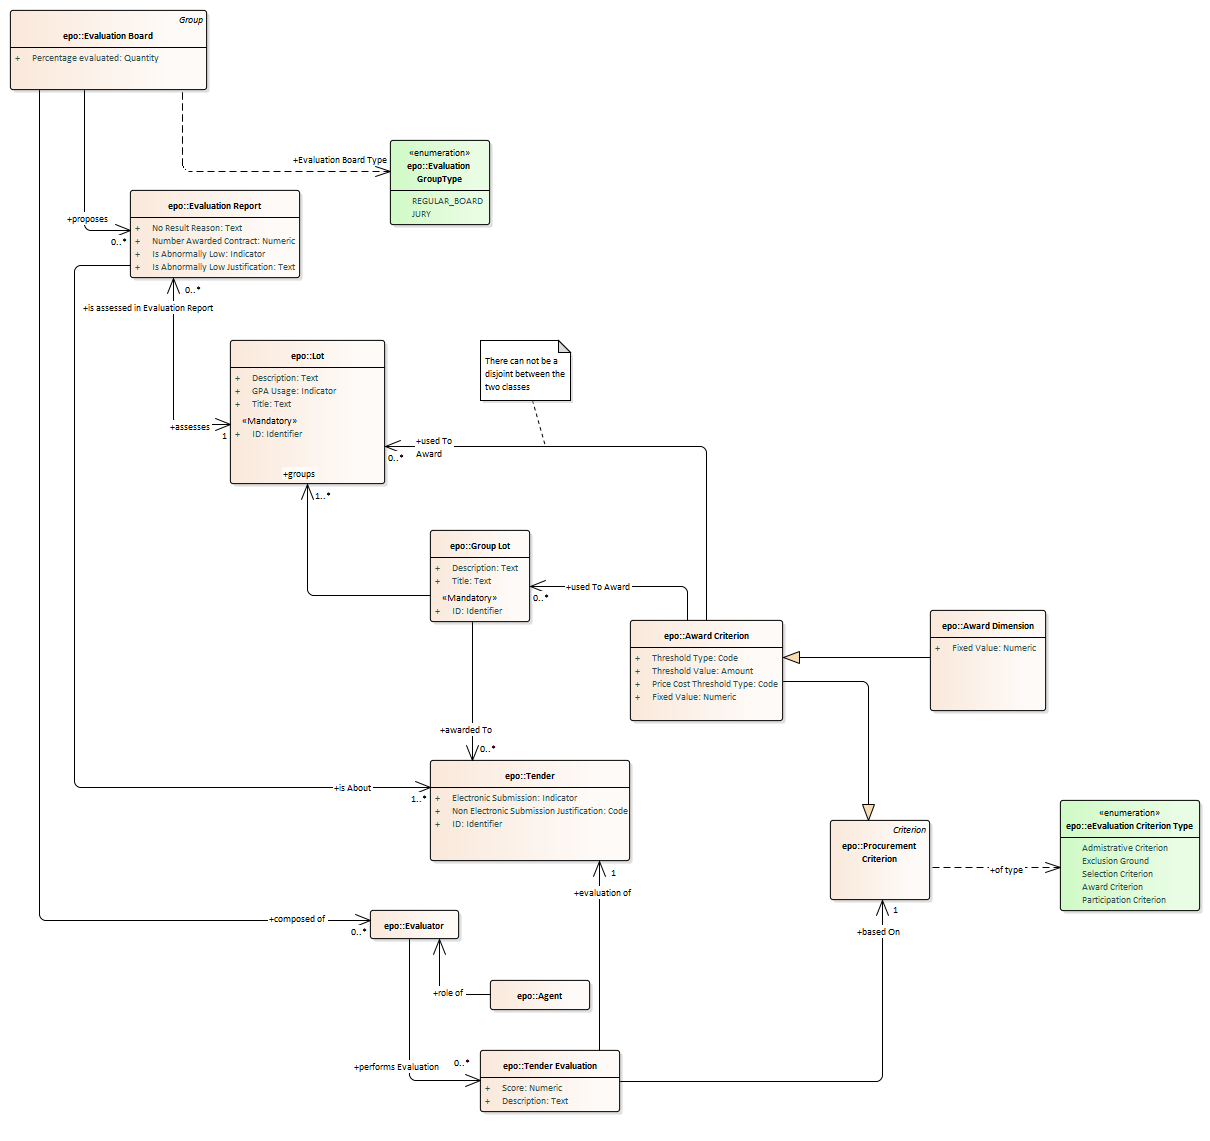 Group
epo::Evaluation Board
+ Percentage evaluated: Quantity
+Evaluation Board Type
«enumeration»
epo::Evaluation
GroupType
REGULAR_BOARD
JURY
+proposes
0..*
epo::Evaluation Report
+ No Result Reason: Text
+ Number Awarded Contract: Numeric
+ Is Abnormally Low: Indicator
+ Is Abnormally Low Justification: Text
0..*
+is assessed in Evaluation Report
+assesses
1
epo::Lot
+ Description: Text
+ GPA Usage: Indicator
+ Title: Text
«Mandatory»
+ ID: Identifier
+groups
1..*
There can not be a
disjoint between the
two classes
+used To
Award
0..*
epo::Group Lot
+ Description: Text
+ Title: Text
«Mandatory»
+ ID: Identifier
+used To Award
0..*
epo::Award Criterion
+ Threshold Type: Code
+ Threshold Value: Amount
+ Price Cost Threshold Type: Code
+ Fixed Value: Numeric
epo::Award Dimension
+ Fixed Value: Numeric
+awarded To
0..*
epo::Tender
+ Electronic Submission: Indicator
+ Non Electronic Submission Justification: Code
+ ID: Identifier
+is About
1..*
Criterion
epo::Procurement
Criterion
+of type
«enumeration»
epo::eEvaluation Criterion Type
Admistrative Criterion
Exclusion Ground
Selection Criterion
Award Criterion
Participation Criterion
1
+evaluation of
1
+based On
+composed of
0..*
epo::Evaluator
+role of
epo::Agent
+performs Evaluation
0..*
epo::Tender Evaluation
+ Score: Numeric
+ Description: Text